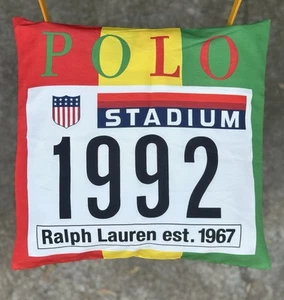 POLO
STADIUM
1992
Ralph Lauren est. 1967